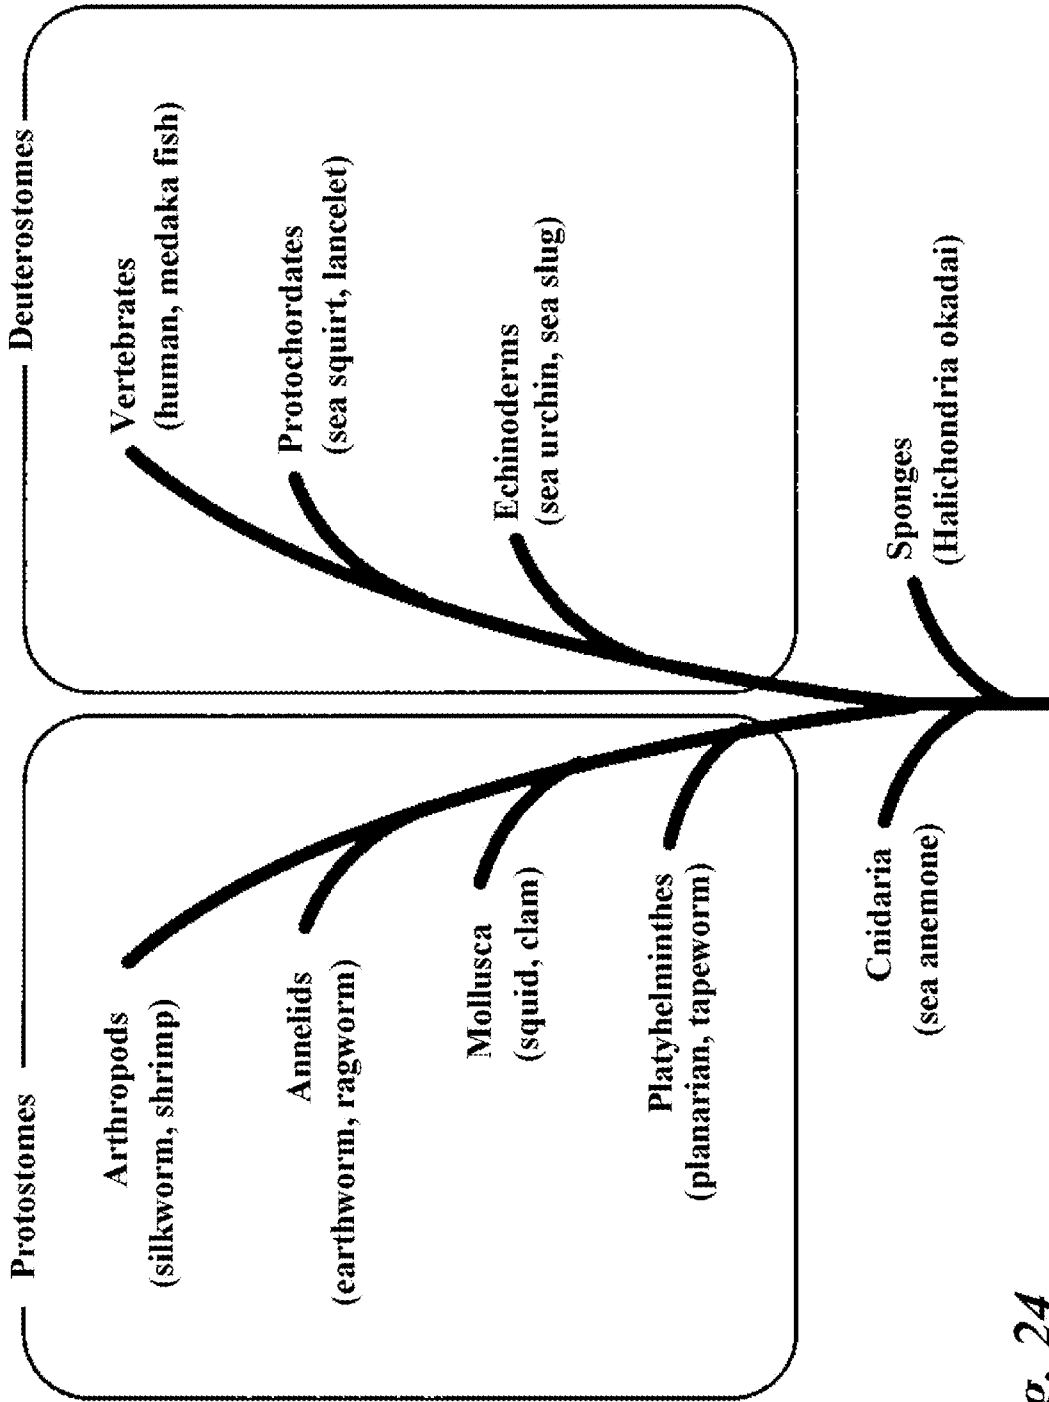 Protostomes
Deuterostomes
Arthropods
(silkworm, shrimp)
Annelids
(earthworm, ragworm)
Mollusca
(squid, clam)
Platyhelminthes
(planarian, tapeworm)
Vertebrates
(human, medaka fish)
Protochordates
(sea squirt, lancelet)
Echinoderms
(sea urchin, sea slug)
Cnidaria
(sea anemone)
Sponges
(Halichondria okadai)
g. 24